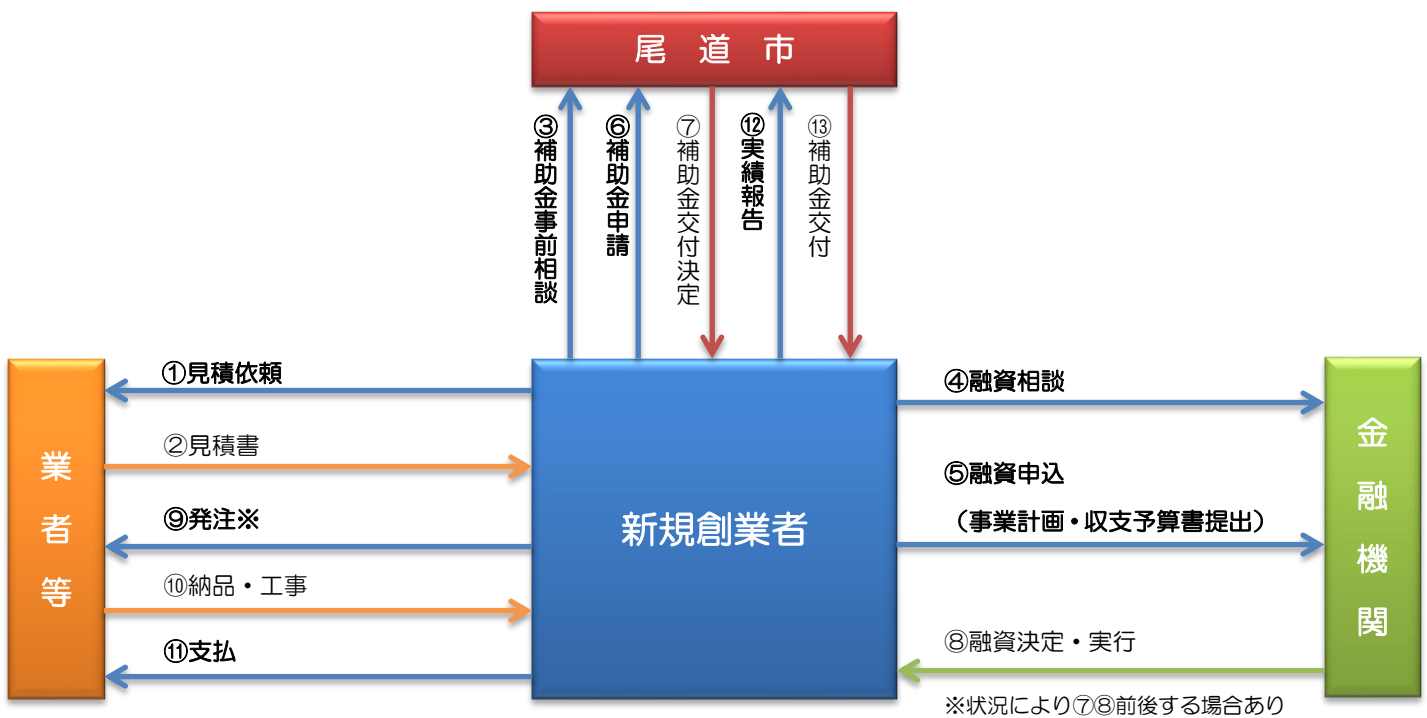 尾 道 市
③補助金事前相談
⑥補助金申請
⑦補助金交付決定
⑫実績報告
⑬補助金交付
業者等
①見積依頼
②見積書
⑨発注※
⑩納品・工事
⑪支払
新規創業者
④融資相談
⑤融資申込
（事業計画・収支予算書提出）
⑧融資決定・実行
※状況により⑦⑧前後する場合あり
金融機関